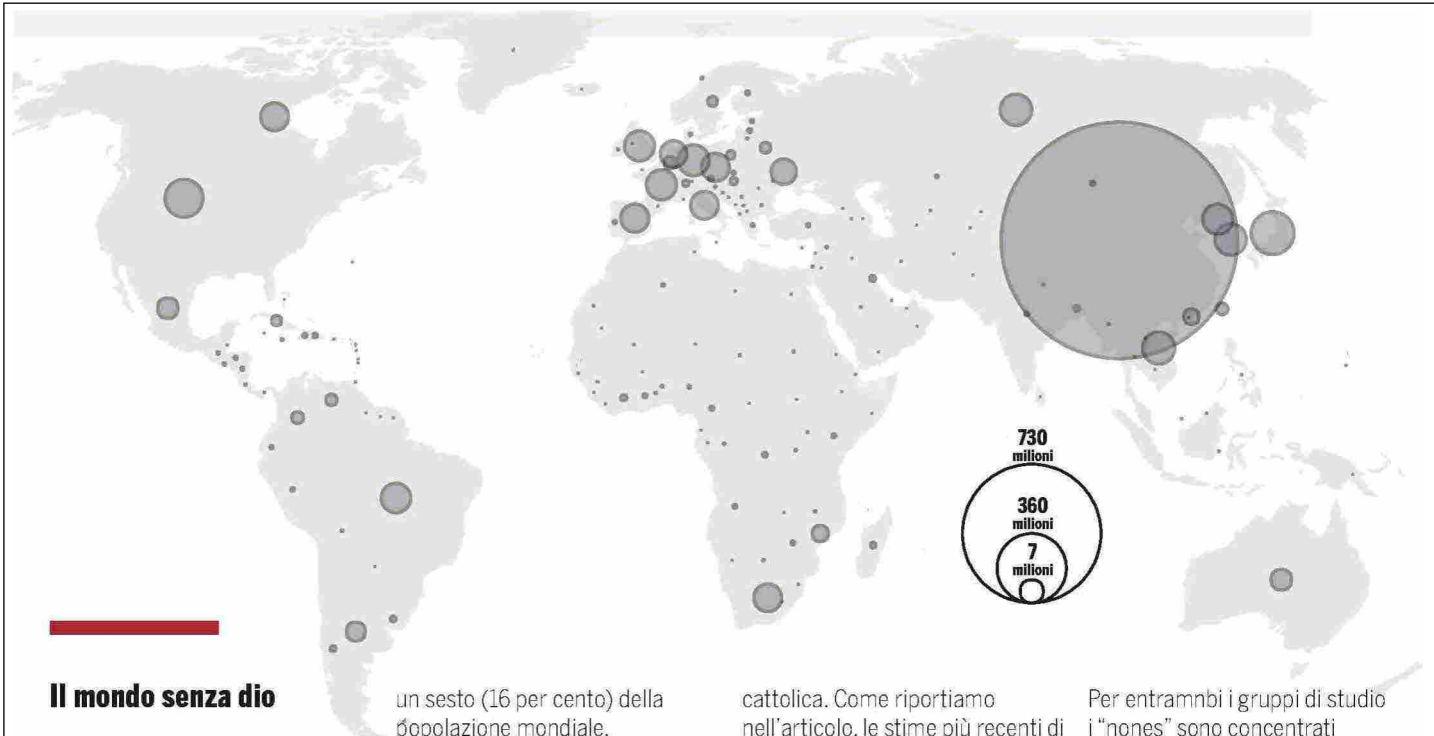 730
milioni
360
milioni
7
milioni
Il mondo senza dio
un sesto (16 per cento) della
popolazione mondiale.
cattolica. Come riportiamo
nell'articolo, le stime più recenti di
Per entramnbi i gruppi di studio
i "nones" sono concentrati